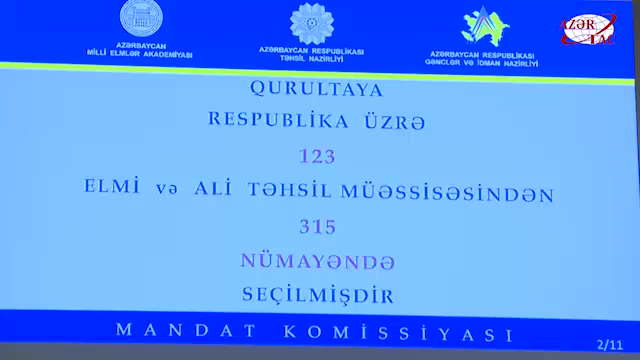 AZƏRBAYCAN
MİLLİ ELMLƏR AKADEMİYASI
AZƏRBAYCAN RESPUBLİKASI
TƏHSİL NAZİRLİYİ
AZƏRBAYCAN RESPUBLİKASI
GƏNCLƏR VƏ İDMAN NAZİRLİYİ
AZƏR
TAC
QURULTAYA
RESPUBLİKA ÜZRƏ
123
ELMİ və ALİ TƏHSİL MÜƏSSİSƏSİNDƏN
315
NÜMAYƏNDƏ
SEÇİLMİŞDİR
MANDAT KOMİSSİYASI
2/11